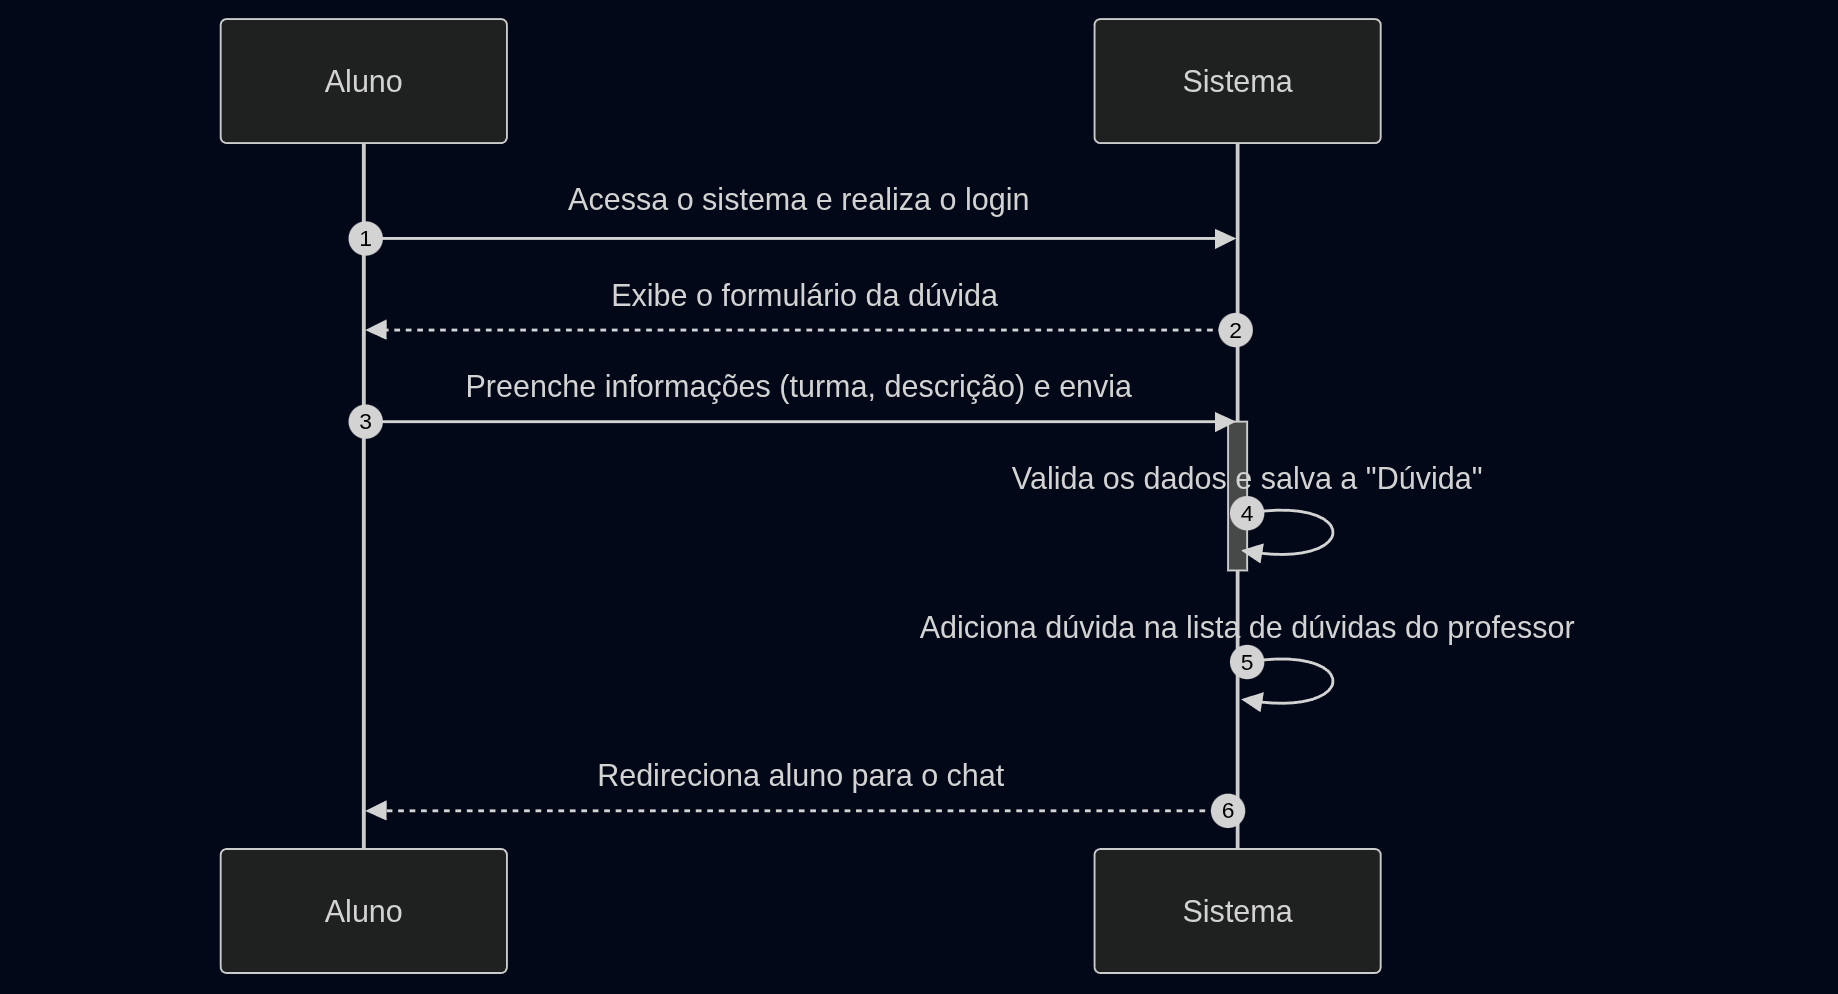 Aluno
Sistema
Acessa o sistema e realiza o login
1
Exibe o formulário da dúvida
2
Preenche informações (turma, descrição) e envia
3
Valida os dados e salva a "Dúvida"
4
Adiciona dúvida na lista de dúvidas do professor
5
Redireciona aluno para o chat
6
Aluno
Sistema